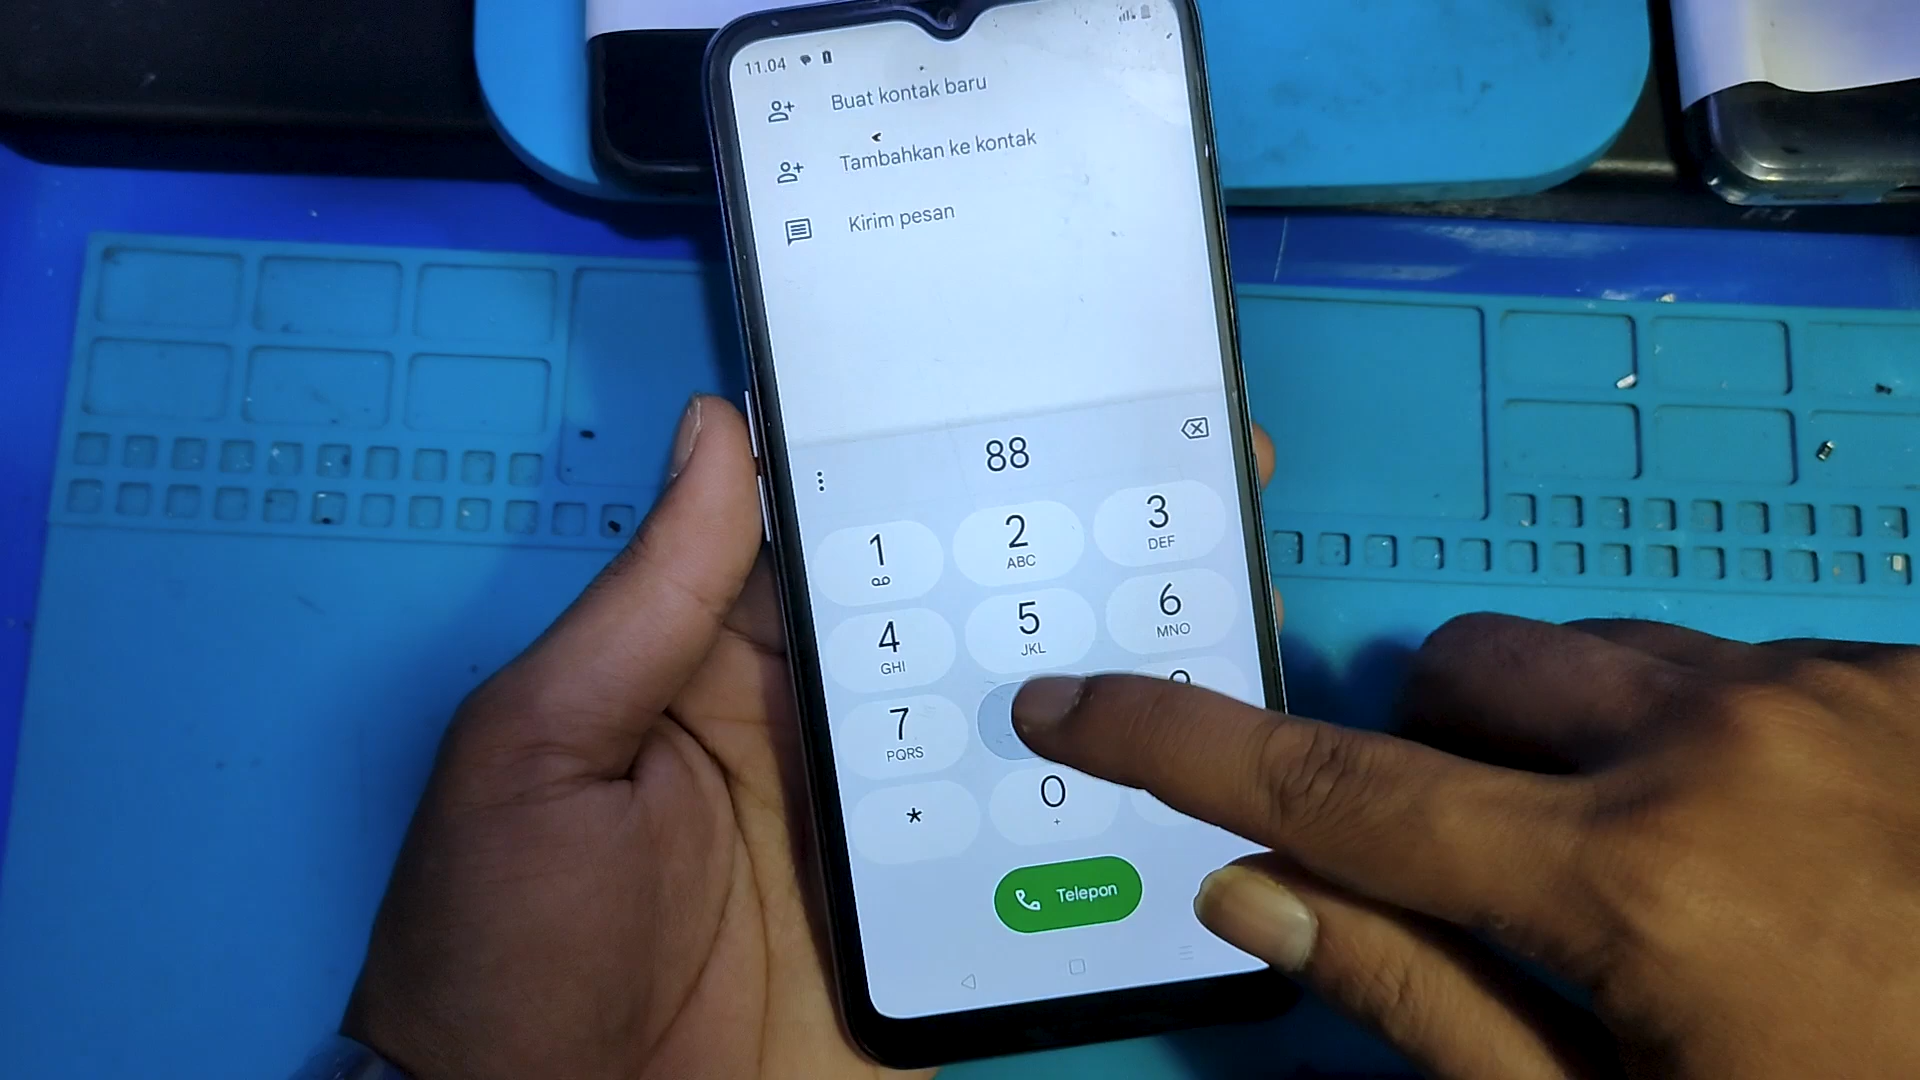 11.04
Buat kontak baru
Tambahkan ke kontak
Kirim pesan
88
1
2
ABC
3
DEF
4
GHI
5
JKL
6
MNO
7
PQRS
*
0
+
Telepon